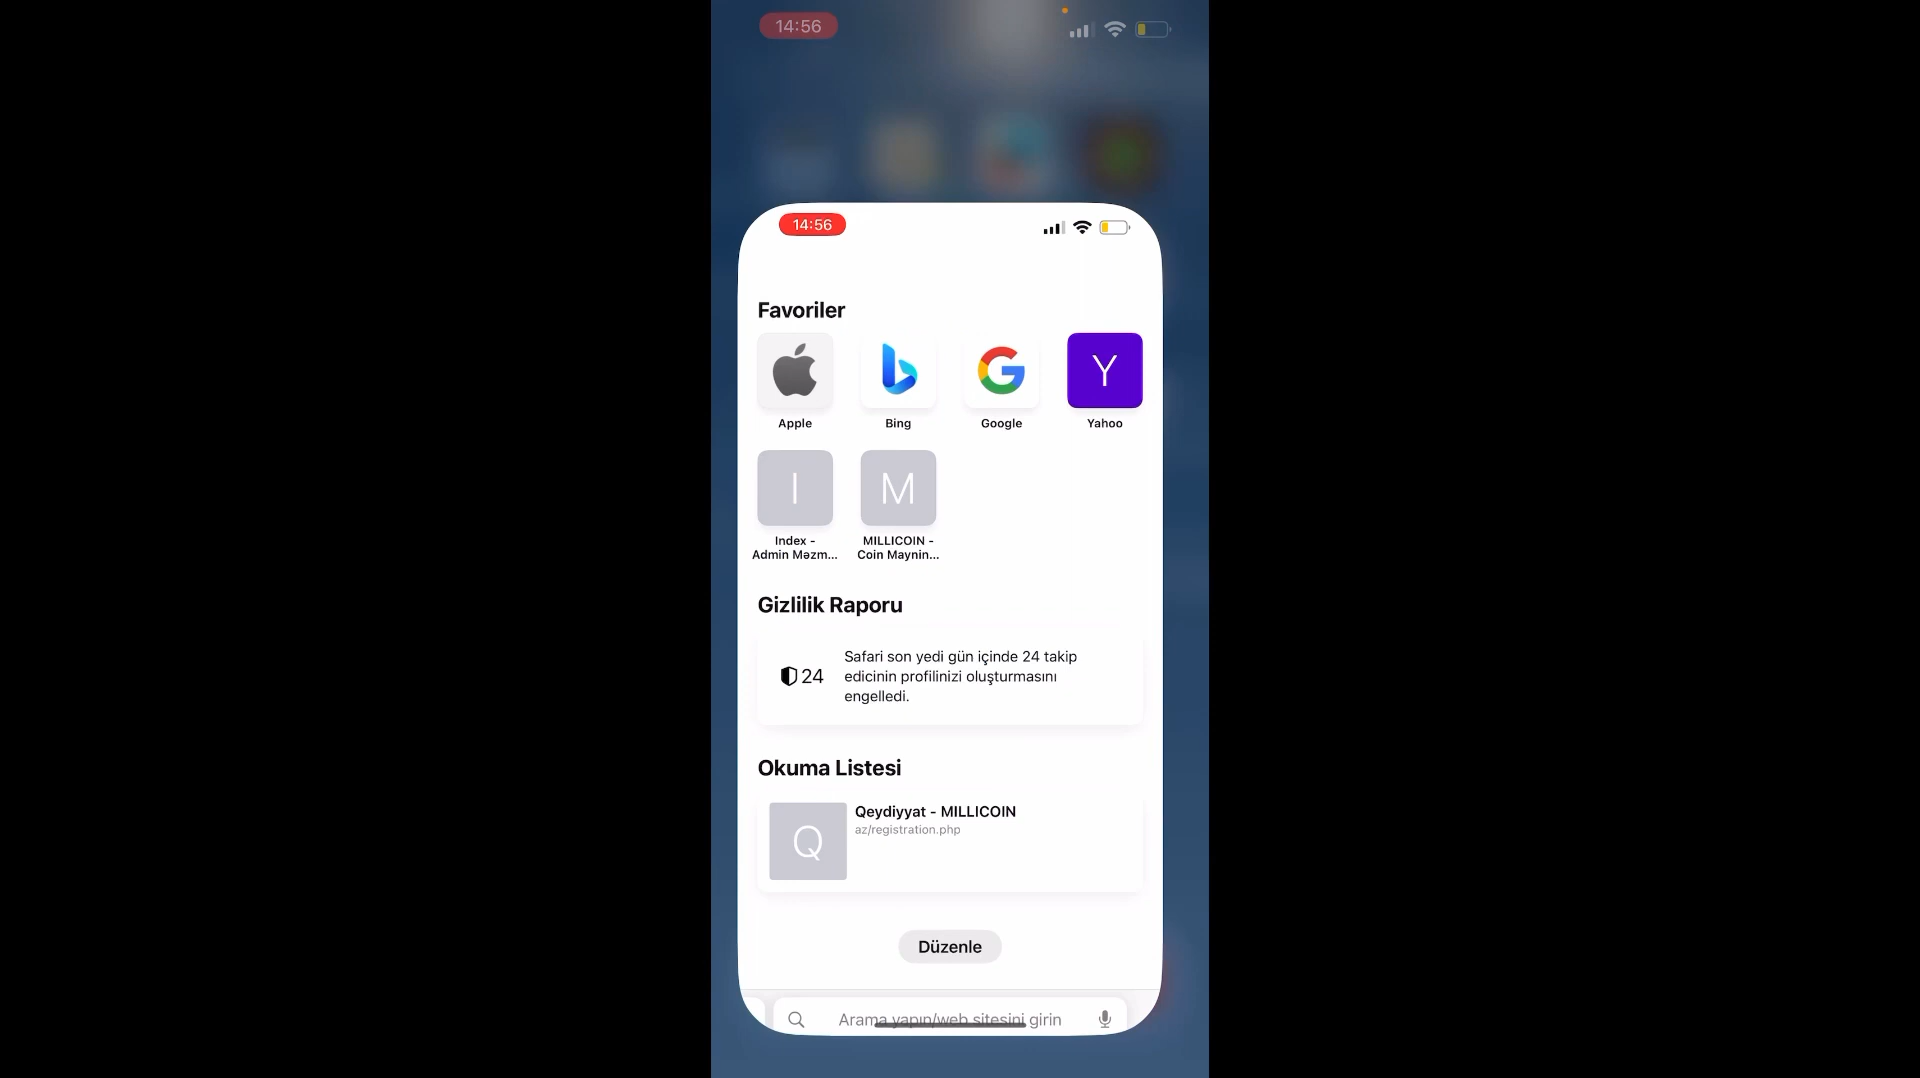 14:56
14:56
Favoriler
Apple
Bing
G
Google
Y
Yahoo
I
Index -
Admin Məzm...
M
MILLICOIN -
Coin Maynin...
Gizlilik Raporu
24
Safari son yedi gün içinde 24 takip
edicinin profilinizi oluşturmasını
engelledi.
Okuma Listesi
Q
Qeydiyyat - MILLICOIN
az/registration.php
Düzenle
Arama yapın/web sitesini girin